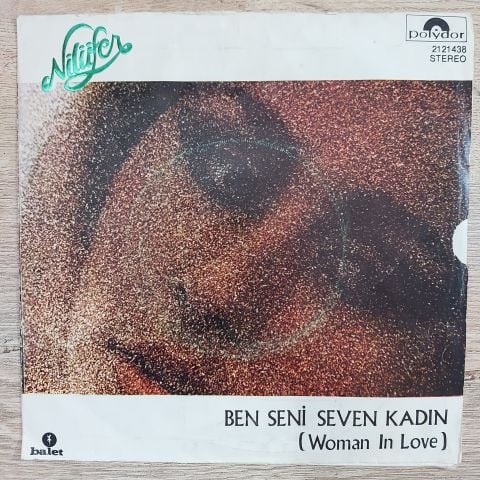 Nilüfer
Polydor
2121438
STEREO
BEN SENİ SEVEN KADIN
(Woman In Love)
balet